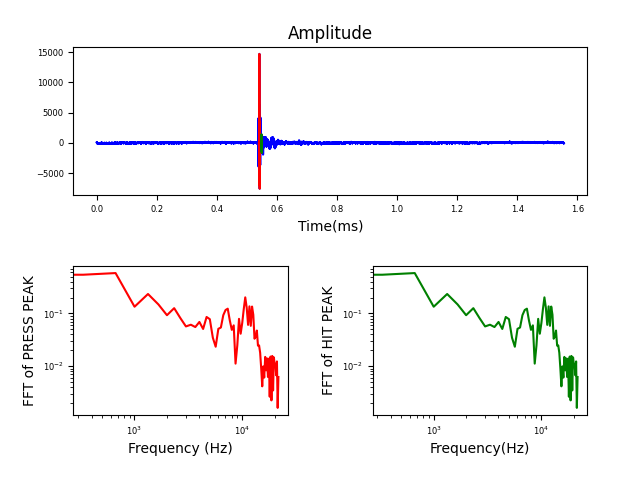 Amplitude
15000
10000
5000
0
−5000
0.0 0.2 0.4 0.6 0.8 1.0 1.2 1.4 1.6
Time(ms)
FFT of PRESS PEAK
10⁻¹
10⁻²
10³ 10⁴
Frequency (Hz)
FFT of HIT PEAK
10⁻¹
10⁻²
10³ 10⁴
Frequency(Hz)